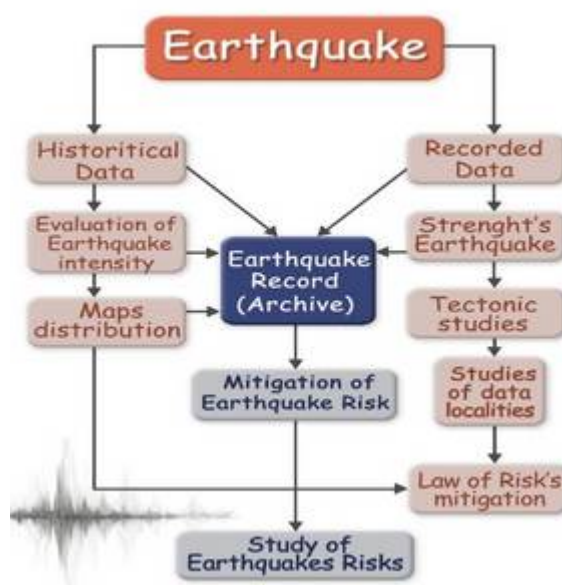 Earthquake
Historitical
Data
Recorded
Data
Evaluation of
Earthquake
intensity
Strenght's
Earthquake
Earthquake
Record
(Archive)
Maps
distribution
Tectonic
studies
Mitigation of
Earthquake Risk
Studies
of data
localities
Law of Risk's
mitigation
Study of
Earthquakes Risks